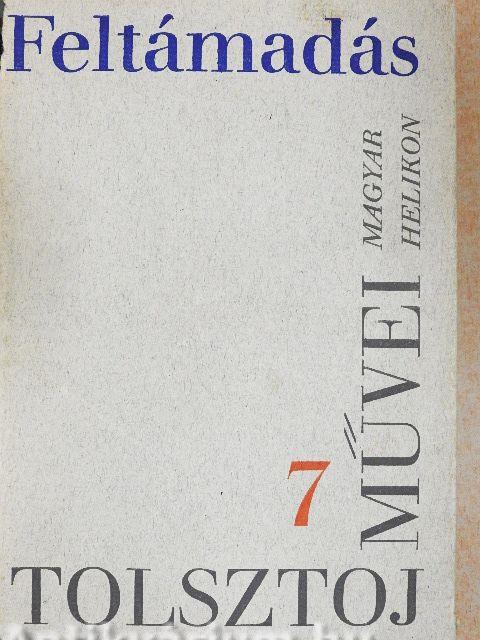 Feltámadás
MAGYAR
HELIKON
MŰVEI
7
TOLSZTOJ